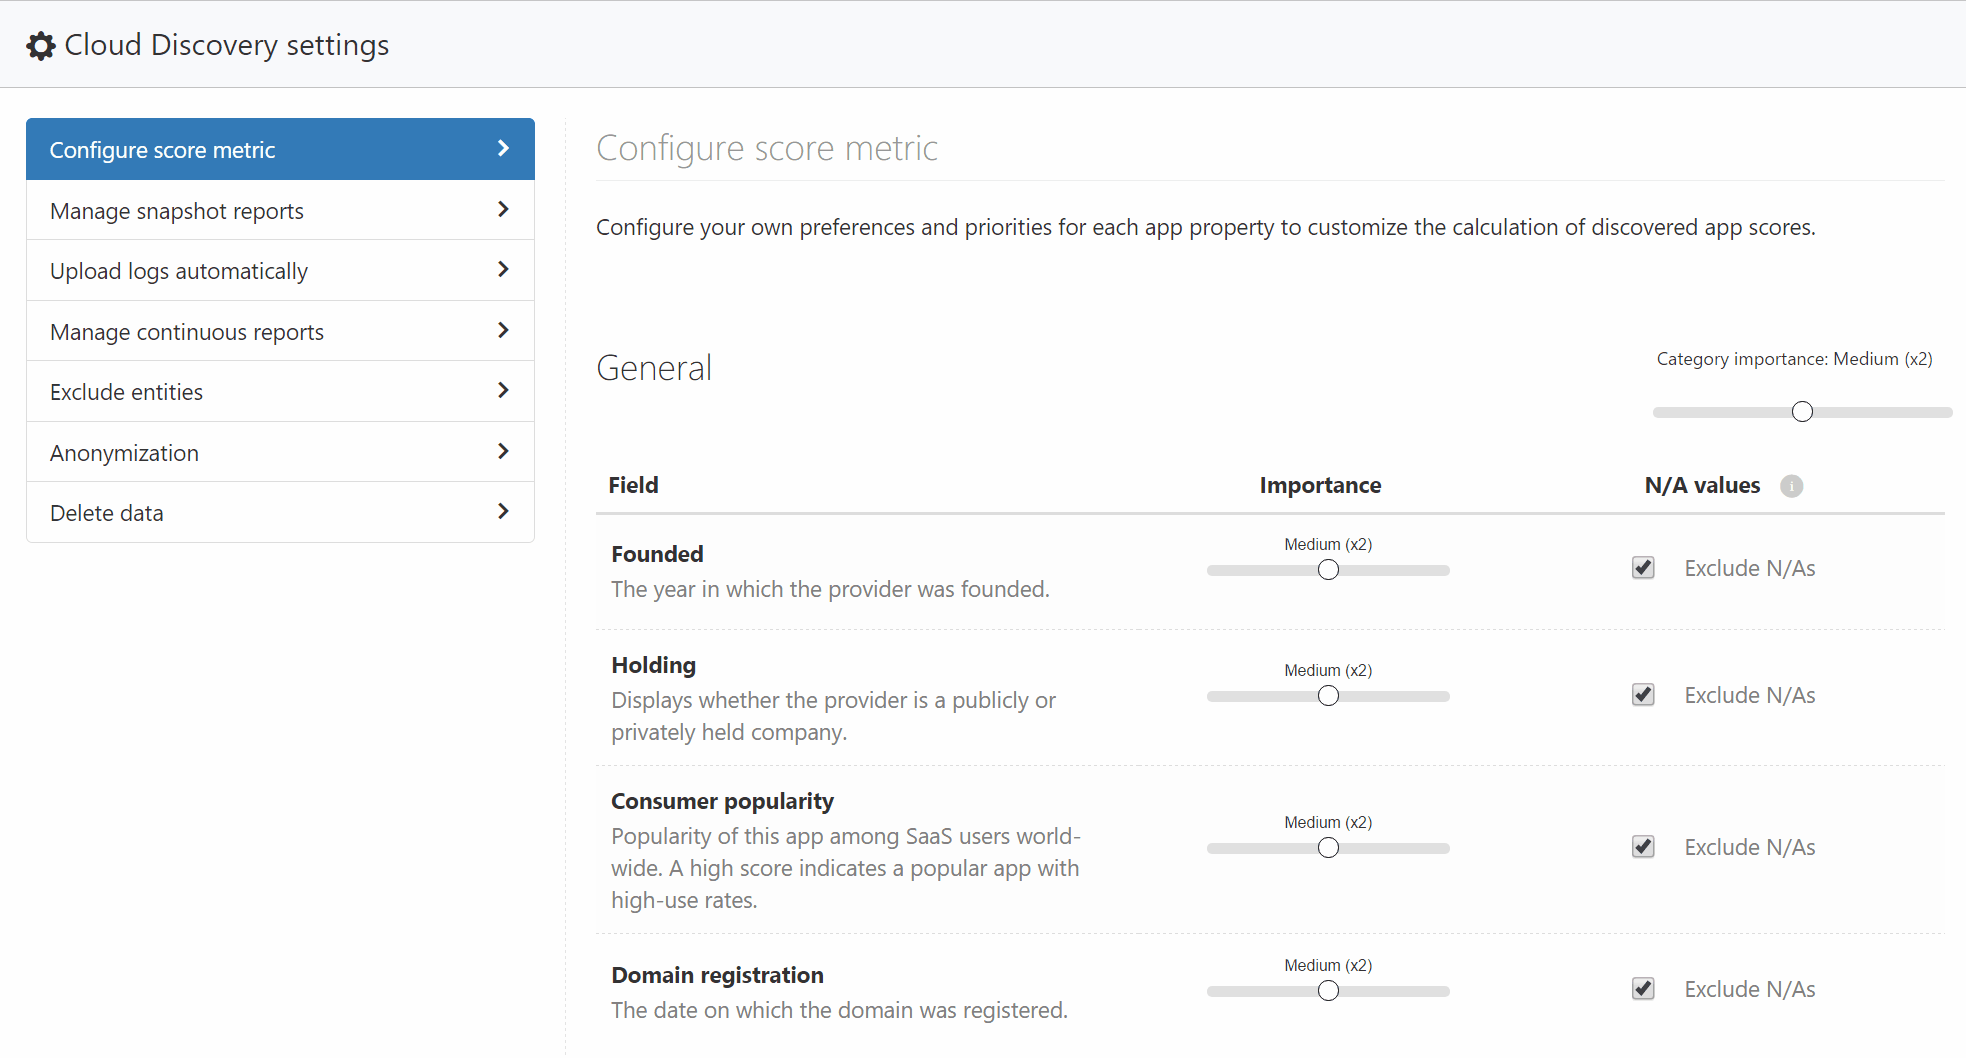 Cloud Discovery settings
Configure score metric
Manage snapshot reports
Upload logs automatically
Manage continuous reports
Exclude entities
Anonymization
Delete data
Configure score metric
Configure your own preferences and priorities for each app property to customize the calculation of discovered app scores.
General
Category importance: Medium (x2)
Field Importance N/A values i
Founded
The year in which the provider was founded.
Medium (x2)
Exclude N/As
Holding
Displays whether the provider is a publicly or
privately held company.
Medium (x2)
Exclude N/As
Consumer popularity
Popularity of this app among SaaS users world-
wide. A high score indicates a popular app with
high-use rates.
Medium (x2)
Exclude N/As
Domain registration
The date on which the domain was registered.
Medium (x2)
Exclude N/As